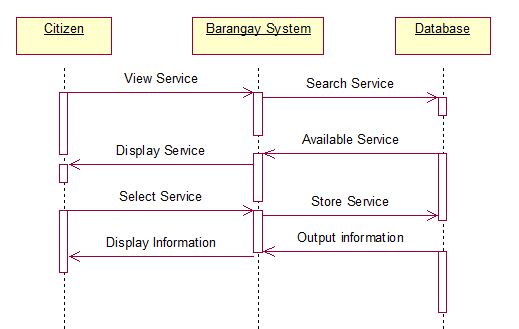 Citizen
Barangay System
Database
View Service
Search Service
Available Service
Display Service
Select Service
Store Service
Output information
Display Information